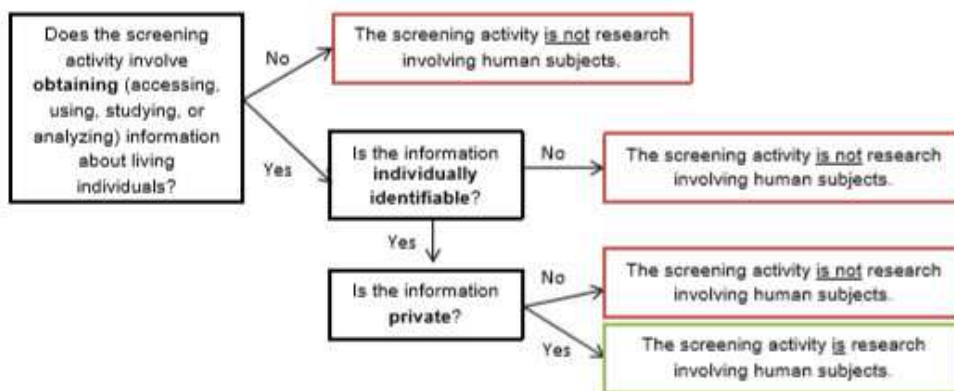 Does the screening
activity involve
obtaining (accessing,
using, studying, or
analyzing) information
about living
individuals?
No
The screening activity is not research
involving human subjects.
Yes
Is the information
individually
identifiable?
No
The screening activity is not research
involving human subjects.
Yes
Is the information
private?
No
The screening activity is not research
involving human subjects.
Yes
The screening activity is research
involving human subjects.